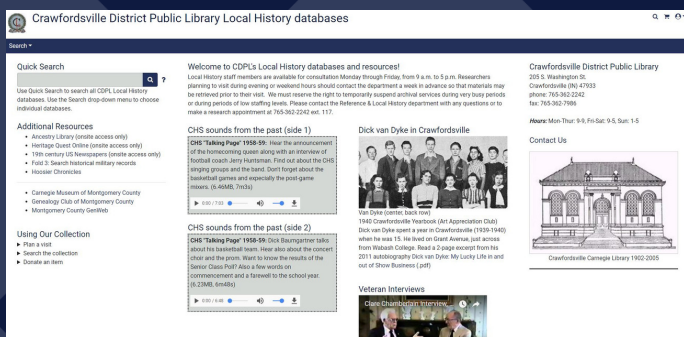 Crawfordsville District Public Library Local History databases
Search
Quick Search
?
Use Quick Search to search all CDPL Local History
databases. Use the Search drop-down menu to choose
individual databases.
Additional Resources
Ancestry Library (onsite access only)
Heritage Quest Online (onsite access only)
19th century US Newspapers (onsite access only)
Fold 3: Search historical military records
Hoosier Chronicles
Carnegie Museum of Montgomery County
Genealogy Club of Montgomery County
Montgomery County GenWeb
Using Our Collection
Plan a visit
Search the collection
Donate an item
Welcome to CDPL's Local History databases and resources!
Local History staff members are available for consultation Monday through Friday, from 9 a.m. to 5 p.m. Researchers
planning to visit during evening or weekend hours should contact the department a week in advance so that materials may
be retrieved prior to their visit. We must reserve the right to temporarily suspend archival services during very busy periods
or during periods of low staffing levels. Please contact the Reference & Local History department with any questions or to
make a research appointment at 765-362-2242 ext. 117.
CHS sounds from the past (side 1)
CHS "Talking Page" 1958-59: Hear the announcement
of the homecoming queen along with an interview of
football coach Jerry Huntsman. Find out about the CHS
singing groups and the band. Don't forget about the
basketball games and especially the post-game
mixers. (6.46MB, 7m3s)
0:00 / 7:03
CHS sounds from the past (side 2)
CHS "Talking Page" 1958-59: Dick Baumgartner talks
about his basketball team. Hear also about the concert
choir and the prom. Want to know the results of the
Senior Class Poll? Also a few words on
commencement and a farewell to the school year.
(6.23MB, 6m48s)
0:00 / 6:48
Dick van Dyke in Crawfordsville
Van Dyke (center, back row)
1940 Crawfordsville Yearbook (Art Appreciation Club)
Dick van Dyke spent a year in Crawfordsville (1939-1940)
when he was 15. He lived on Grant Avenue, just across
from Wabash College. Read a 2-page excerpt from his
2011 autobiography Dick van Dyke: My Lucky Life in and
out of Show Business (.pdf)
Veteran Interviews
Clare Chamberlain Interview
Crawfordsville District Public Library
205 S. Washington St.
Crawfordsville (IN) 47933
phone: 765-362-2242
fax: 765-362-7986
Hours: Mon-Thur: 9-9, Fri-Sat: 9-5, Sun: 1-5
Contact Us
Crawfordsville Carnegie Library 1902-2005